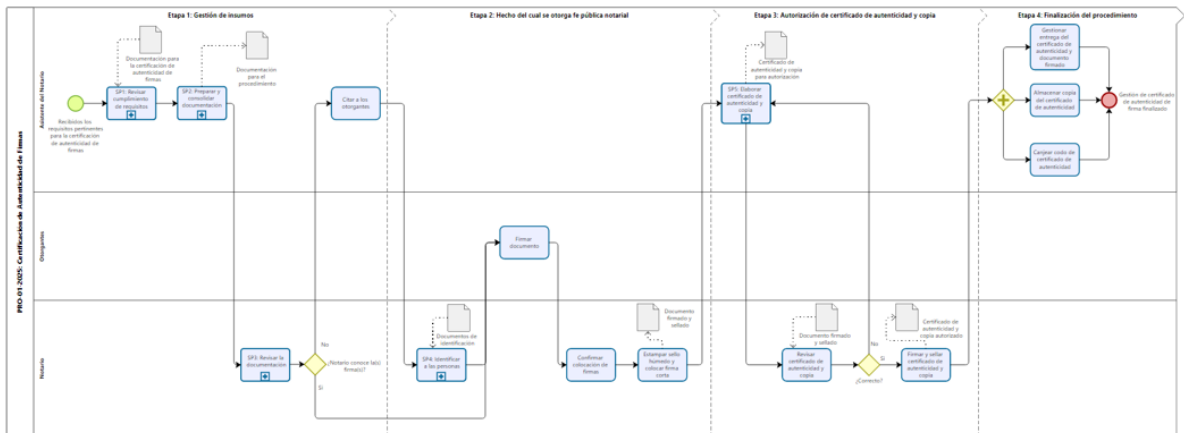 PRO-01-2025: Certificación de Autenticidad de Firmas
Etapa 1: Gestión de insumos
Etapa 2: Hecho del cual se otorga fe pública notarial
Etapa 3: Autorización de certificado de autenticidad y copia
Etapa 4: Finalización del procedimiento
Asistente del Notario
Recibidos los
requisitos pertinentes
para la certificación
de autenticidad de
firmas
Documentación para
la certificación de
autenticidad de
firmas
SP1: Revisar
cumplimiento de
requisitos
SP2: Preparar y
consolidar
documentación
Documentación
para el
procedimiento
Citar a los
otorgantes
Certificado de
autenticidad y copia
para autorización
SP5: Elaborar
certificado de
autenticidad y
copia
Gestionar
entrega del
certificado de
autenticidad y
documento
firmado
Almacenar copia
del certificado de
autenticidad
Canjear codo de
certificado de
autenticidad
Gestión de certificado
de autenticidad de
firma finalizado
Otorgantes
Firmar
documento
Notario
SP3: Revisar la
documentación
No
¿Notario conoce la(s)
firma(s)?
Sí
Documentos de
identificación
SP4: Identificar
a las personas
Confirmar
colocación de
firmas
Documento
firmado y
sellado
Estampar sello
húmedo y
colocar firma
corta
Documento firmado
y sellado
Revisar
certificado de
autenticidad y
copia
No
Sí
¿Correcto?
Certificado de
autenticidad y
copia autorizado
Firmar y sellar
certificado de
autenticidad y
copia